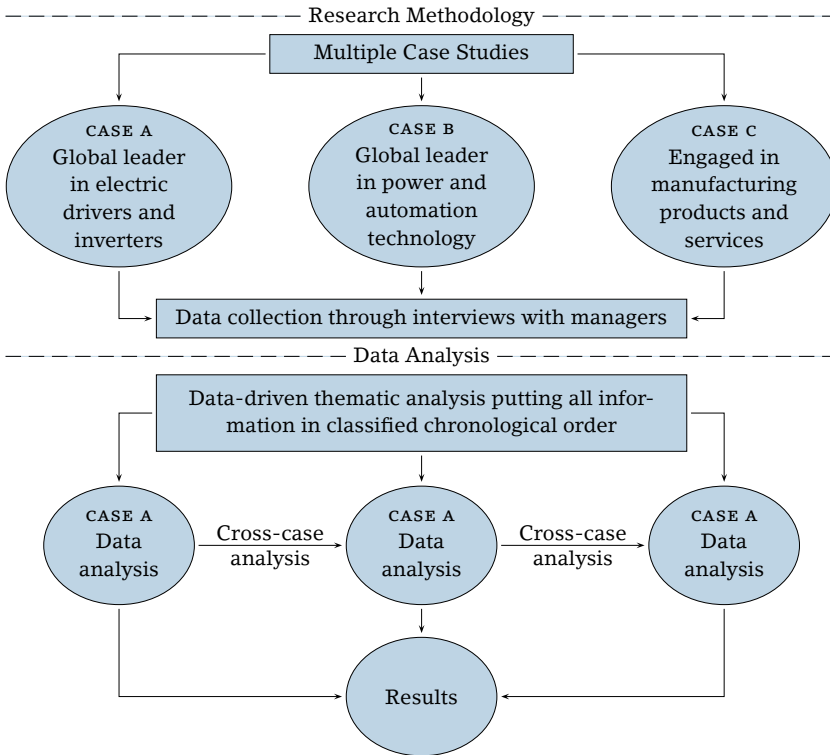 Research Methodology
Multiple Case Studies
CASE A
Global leader
in electric
drivers and
inverters
CASE B
Global leader
in power and
automation
technology
CASE C
Engaged in
manufacturing
products and
services
Data collection through interviews with managers
Data Analysis
Data-driven thematic analysis putting all infor-
mation in classified chronological order
CASE A
Data
analysis
Cross-case
analysis
CASE A
Data
analysis
Cross-case
analysis
CASE A
Data
analysis
Results